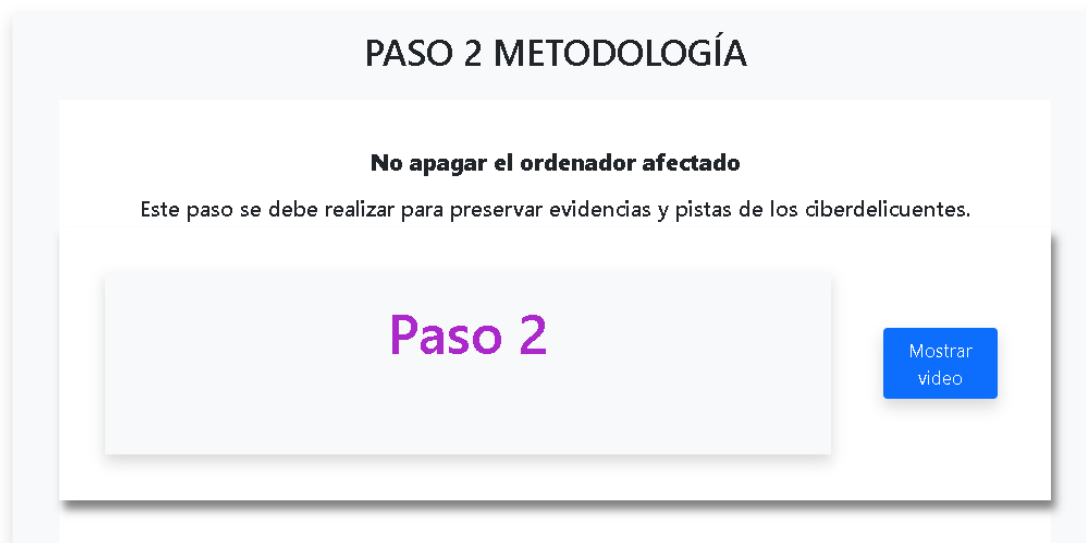 PASO 2 METODOLOGÍA
No apagar el ordenador afectado
Este paso se debe realizar para preservar evidencias y pistas de los ciberdelicuentes.
Paso 2
Mostrar
video